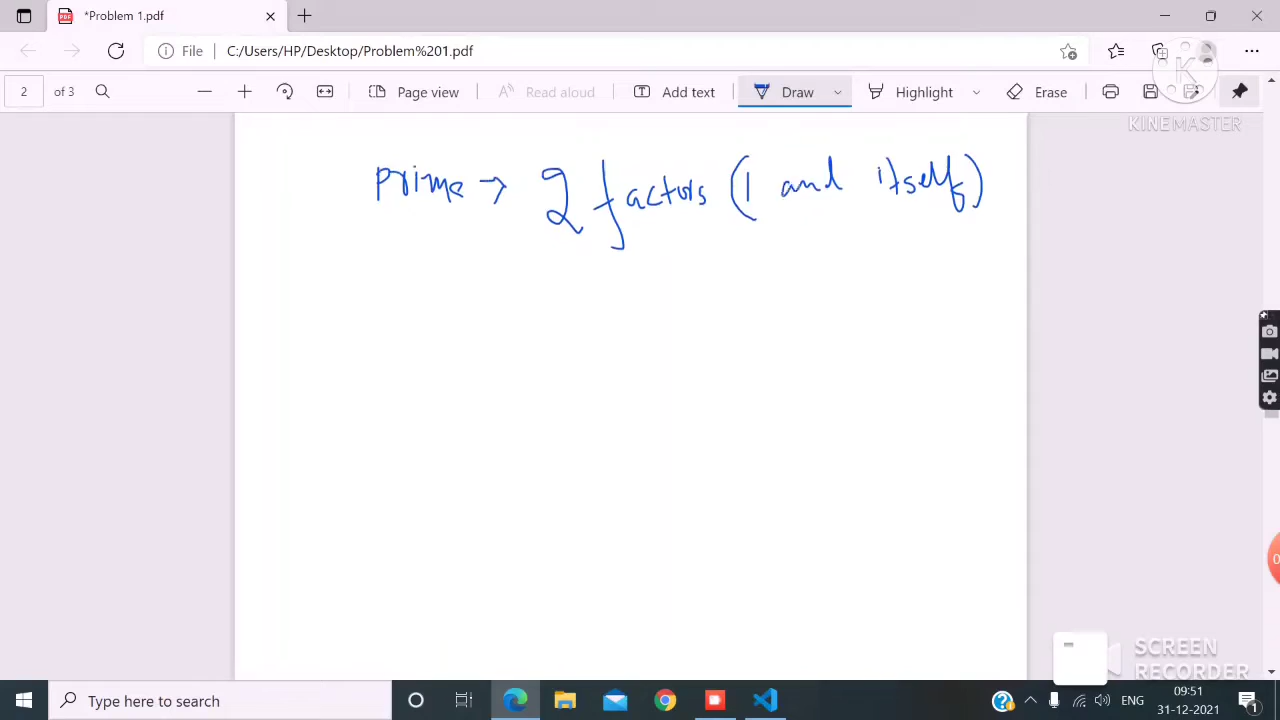 *Problem 1.pdf
File C:/Users/HP/Desktop/Problem%201.pdf
2 of 3 Page view Read aloud Add text Draw Highlight Erase
K
KINEMASTER
prime → 2 factors (1 and itself)
SCREEN
RECORDER
Type here to search
ENG
09:51
31-12-2021